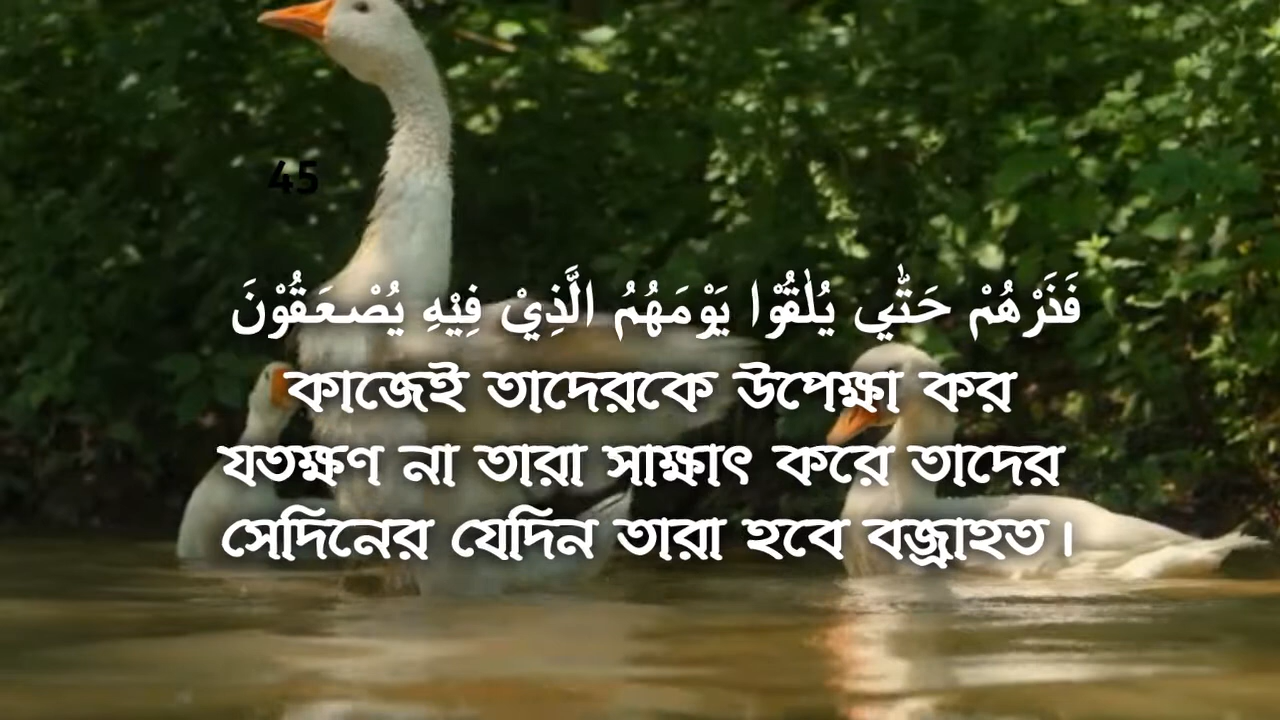 45
فَذَرْهُمْ حَتّٰي يُلٰقُوْا يَوْمَهُمُ الَّذِيْ فِيْهِ يُصْعَقُوْنَ
কাজেই তাদেরকে উপেক্ষা কর
যতক্ষণ না তারা সাক্ষাৎ করে তাদের
সেদিনের যেদিন তারা হবে বজ্রাহত।